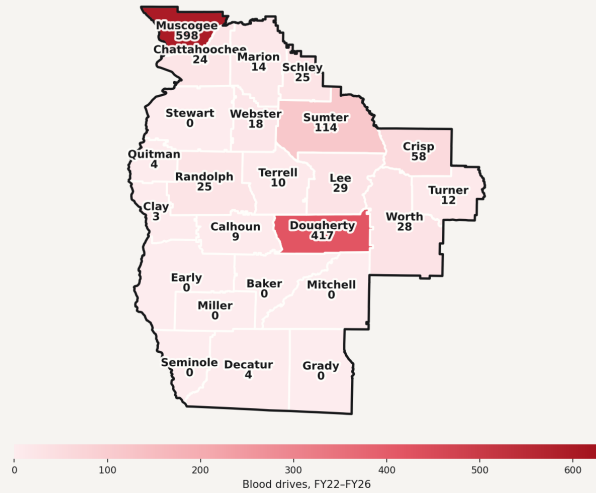 Muscogee
598
Chattahoochee
24
Marion
14
Schley
25
Stewart
0
Webster
18
Sumter
114
Crisp
58
Quitman
4
Randolph
25
Terrell
10
Lee
29
Turner
12
Clay
3
Calhoun
9
Dougherty
417
Worth
28
Early
0
Baker
0
Mitchell
0
Miller
0
Seminole
0
Decatur
4
Grady
0
0 100 200 300 400 500 600
Blood drives, FY22–FY26